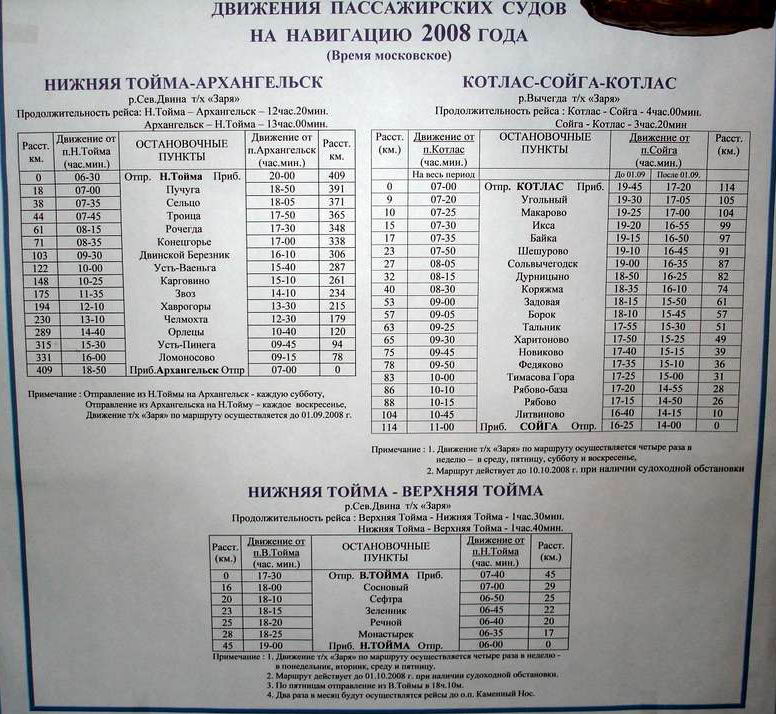 ДВИЖЕНИЯ ПАССАЖИРСКИХ СУДОВ
НА НАВИГАЦИЮ 2008 ГОДА
(Время московское)
НИЖНЯЯ ТОЙМА-АРХАНГЕЛЬСК
р.Сев.Двина т/х «Заря»
Продолжительность рейса: Н.Тойма – Архангельск – 12час.20мин.
Архангельск – Н.Тойма – 13час.00мин.
Расст. км. Движение от п.Н.Тойма (час.мин.) ОСТАНОВОЧНЫЕ ПУНКТЫ Движение от п.Архангельск (час.мин.) Расст. км.
0 06-30 Отпр. Н.Тойма Приб. 20-00 409
18 07-00 Пучуга 18-50 391
38 07-35 Сельцо 18-05 371
44 07-45 Троица 17-50 365
61 08-15 Рочегда 17-30 348
71 08-35 Конецгорье 17-00 338
103 09-30 Двинской Березник 16-10 306
122 10-00 Усть-Ваеньга 15-40 287
148 10-25 Карговино 15-10 261
175 11-35 Звоз 14-10 234
194 12-10 Хаврогоры 13-30 215
230 13-10 Челмохта 12-30 179
289 14-40 Орлецы 10-40 120
315 15-30 Усть-Пинега 09-45 94
331 16-00 Ломоносово 09-15 78
409 18-50 Приб.Архангельск Отпр 07-00 0
Примечание : Отправление из Н.Тоймы на Архангельск - каждую субботу,
Отправление из Архангельска на Н.Тойму – каждое воскресенье,
Движение т/х «Заря» по маршруту осуществляется до 01.09.2008 г.
КОТЛАС-СОЙГА-КОТЛАС
р.Вычегда т/х «Заря»
Продолжительность рейса : Котлас - Сойга - 4час.00мин.
Сойга - Котлас - 3час.20мин
Расст. (км.) Движение от п.Котлас (час.мин.) ОСТАНОВОЧНЫЕ ПУНКТЫ Движение от п.Сойга (час.мин.) Расст. (км.)
На весь период До 01.09 После 01.09.
0 07-00 Отпр. КОТЛАС Приб. 19-45 17-20 114
9 07-20 Угольный 19-30 17-05 105
10 07-25 Макарово 19-25 17-00 104
15 07-30 Икса 19-20 16-55 99
17 07-35 Байка 19-15 16-50 97
23 07-50 Шешурово 19-10 16-45 91
27 08-05 Сольвычегодск 19-00 16-35 87
32 08-15 Дурницыно 18-50 16-25 82
40 08-30 Коряжма 18-35 16-10 74
53 09-00 Задовая 18-15 15-50 61
57 09-05 Борок 18-10 15-45 57
63 09-25 Тальник 17-55 15-30 51
65 09-30 Харитоново 17-50 15-25 49
75 09-45 Новиково 17-40 15-15 39
78 09-50 Федяково 17-35 15-10 36
83 10-00 Тимасова Гора 17-25 15-00 31
86 10-10 Рябово-база 17-20 14-55 28
88 10-15 Рябово 17-15 14-50 26
104 10-45 Литвиново 16-40 14-15 10
114 11-00 Приб. СОЙГА Отпр. 16-25 14-00 0
Примечание : 1. Движение т/х «Заря» по маршруту осуществляется четыре раза в
неделю – в среду, пятницу, субботу и воскресенье,
2. Маршрут действует до 10.10.2008 г. при наличии судоходной обстановки
НИЖНЯЯ ТОЙМА - ВЕРХНЯЯ ТОЙМА
р.Сев.Двина т/х «Заря»
Продолжительность рейса : Верхняя Тойма - Нижняя Тойма - 1час.30мин.
Нижняя Тойма - Верхняя Тойма - 1час.40мин.
Расст. (км.) Движение от п.В.Тойма (час. мин.) ОСТАНОВОЧНЫЕ ПУНКТЫ Движение от п.Н.Тойма (час. мин.) Расст. (км.)
0 17-30 Отпр. В.ТОЙМА Приб. 07-40 45
16 18-00 Сосновый 07-00 29
20 18-10 Сефтра 06-50 25
23 18-15 Зеленник 06-45 22
25 18-20 Речной 06-40 20
28 18-25 Монастырек 06-35 17
45 19-00 Приб. Н.ТОЙМА Отпр. 06-00 0
Примечание : 1. Движение т/х «Заря» по маршруту осуществляется четыре раза в неделю -
в понедельник, вторник, среду и пятницу.
2. Маршрут действует до 01.10.2008 г. при наличии судоходной обстановки.
3. По пятницам отправление из В.Тоймы в 18ч.10м.
4. Два раза в месяц будут осуществляться рейсы до о.п. Каменный Нос.